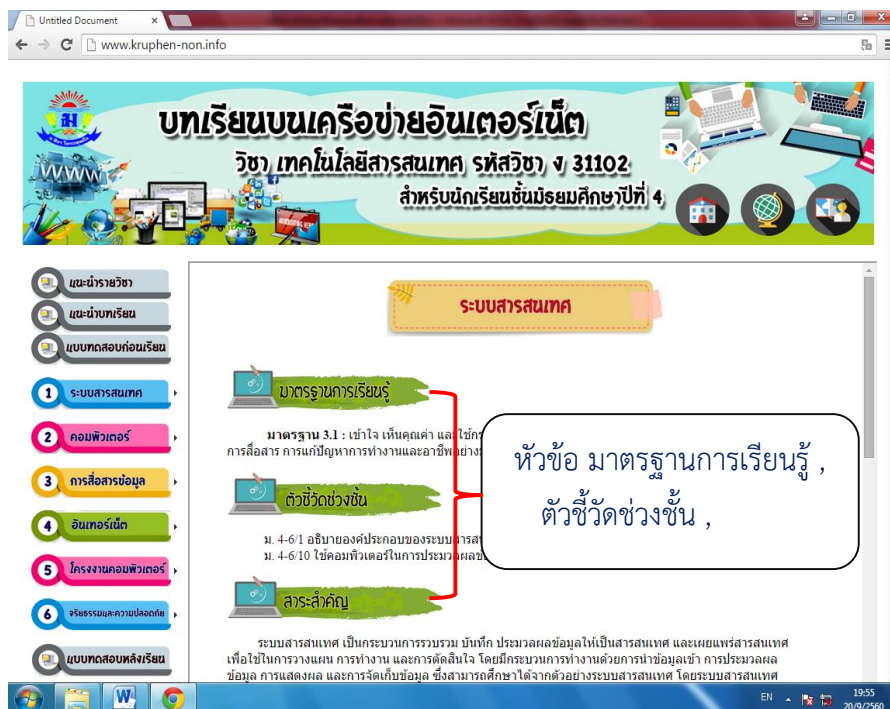 Untitled Document
www.kruphen-non.info
บทเรียนบนเครือข่ายอินเตอร์เน็ต
วิชา เทคโนโลยีสารสนเทศ รหัสวิชา ง 31102
สำหรับนักเรียนชั้นมัธยมศึกษาปีที่ 4
www
แนะนำรายวิชา
แนะนำบทเรียน
แบบทดสอบก่อนเรียน
1 ระบบสารสนเทศ
2 คอมพิวเตอร์
3 การสื่อสารข้อมูล
4 อินเทอร์เน็ต
5 โครงงานคอมพิวเตอร์
6 จริยธรรมและความปลอดภัย
แบบทดสอบหลังเรียน
ระบบสารสนเทศ
มาตรฐานการเรียนรู้
มาตรฐาน 3.1 : เข้าใจ เห็นคุณค่า และใช้
การสื่อสาร การแก้ปัญหาการทำงานและอาชีพอย่าง
ตัวชี้วัดช่วงชั้น
ม. 4-6/1 อธิบายองค์ประกอบของระบบสารส
ม. 4-6/10 ใช้คอมพิวเตอร์ในการประมวลผล
สาระสำคัญ
ระบบสารสนเทศ เป็นกระบวนการรวบรวม บันทึก ประมวลผลข้อมูลให้เป็นสารสนเทศ และเผยแพร่สารสนเทศ
เพื่อใช้ในการวางแผน การทำงาน และการตัดสินใจ โดยมีกระบวนการทำงานด้วยการนำข้อมูลเข้า การประมวลผล
ข้อมูล การแสดงผล และการจัดเก็บข้อมูล ซึ่งสามารถศึกษาได้จากตัวอย่างระบบสารสนเทศ โดยระบบสารสนเทศ
หัวข้อ มาตรฐานการเรียนรู้ ,
ตัวชี้วัดช่วงชั้น ,
EN
19:55
20/9/2560